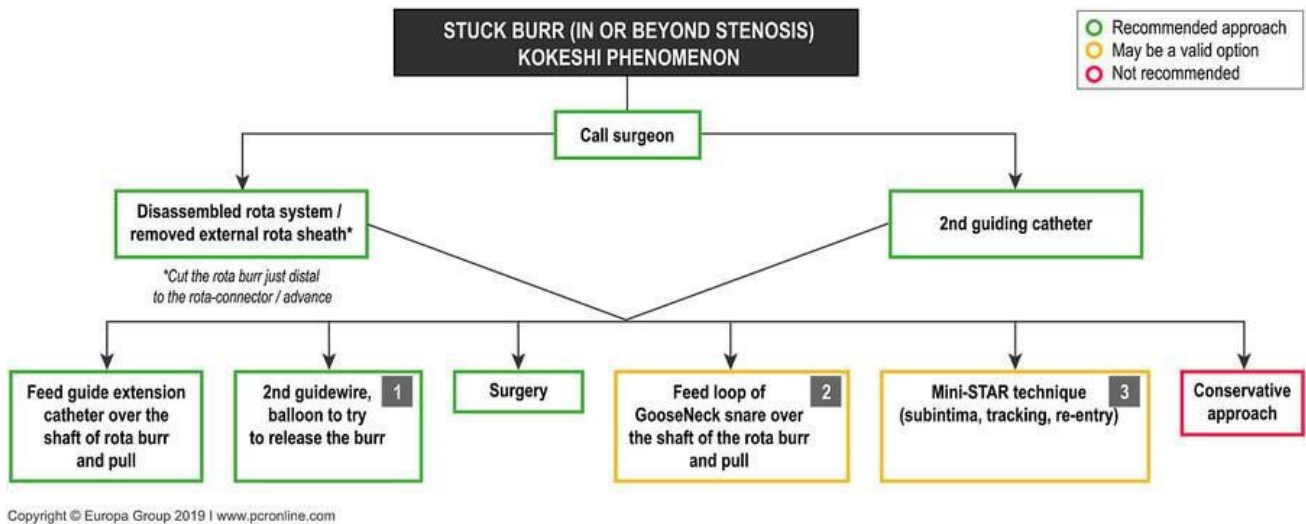 STUCK BURR (IN OR BEYOND STENOSIS)
KOKESHI PHENOMENON
Recommended approach
May be a valid option
Not recommended
Call surgeon
Disassembled rota system /
removed external rota sheath*
2nd guiding catheter
*Cut the rota burr just distal
to the rota-connector / advance
Feed guide extension
catheter over the
shaft of rota burr
and pull
2nd guidewire,
balloon to try
to release the burr
1
Surgery
Feed loop of
GooseNeck snare over
the shaft of the rota burr
and pull
2
Mini-STAR technique
(subintima, tracking, re-entry)
3
Conservative
approach
Copyright © Europa Group 2019 I www.pcronline.com